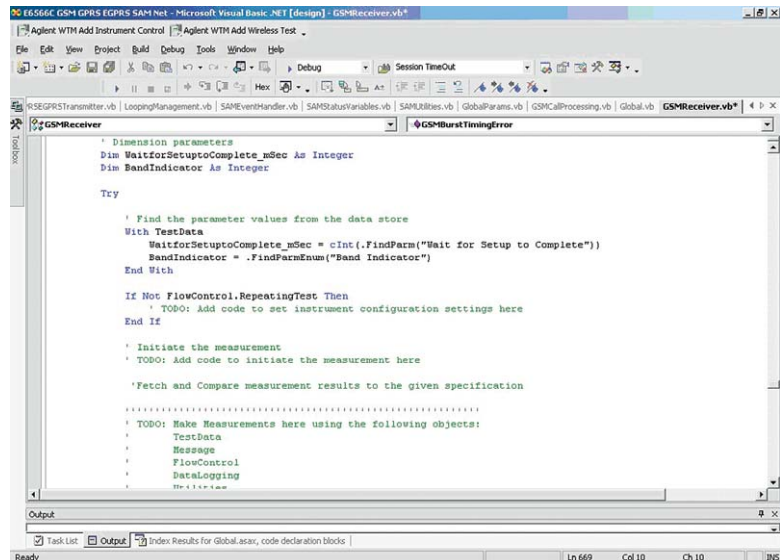 E6566C GSM GPRS EGPRS SAM Net - Microsoft Visual Basic .NET [design] - GSMReceiver.vb*
Agilent WTM Add Instrument Control Agilent WTM Add Wireless Test
File Edit View Project Build Debug Tools Window Help
Debug Session TimeOut
Hex
RSEGPRSTransmitter.vb | LoopingManagement.vb | SAMEventHandler.vb | SAMStatusVariables.vb | SAMUtilities.vb | GlobalParams.vb | GSMCallProcessing.vb | Global.vb GSMReceiver.vb*
GSMReceiver GSMBurstTimingError
Toolbox
' Dimension parameters
Dim WaitforSetuptoComplete_mSec As Integer
Dim BandIndicator As Integer
Try
' Find the parameter values from the data store
With TestData
WaitforSetuptoComplete_mSec = cInt(.FindParm("Wait for Setup to Complete"))
BandIndicator = .FindParmEnum("Band Indicator")
End With
If Not FlowControl.RepeatingTest Then
' TODO: Add code to set instrument configuration settings here
End If
' Initiate the measurement
' TODO: Add code to initiate the measurement here
'Fetch and Compare measurement results to the given specification
' TODO: Make Measurements here using the following objects:
' TestData
' Message
' FlowControl
' DataLogging
' Utilities
Output
Task List Output Index Results for Global.asax, code declaration blocks
Ready Ln 669 Col 10 Ch 10 INS